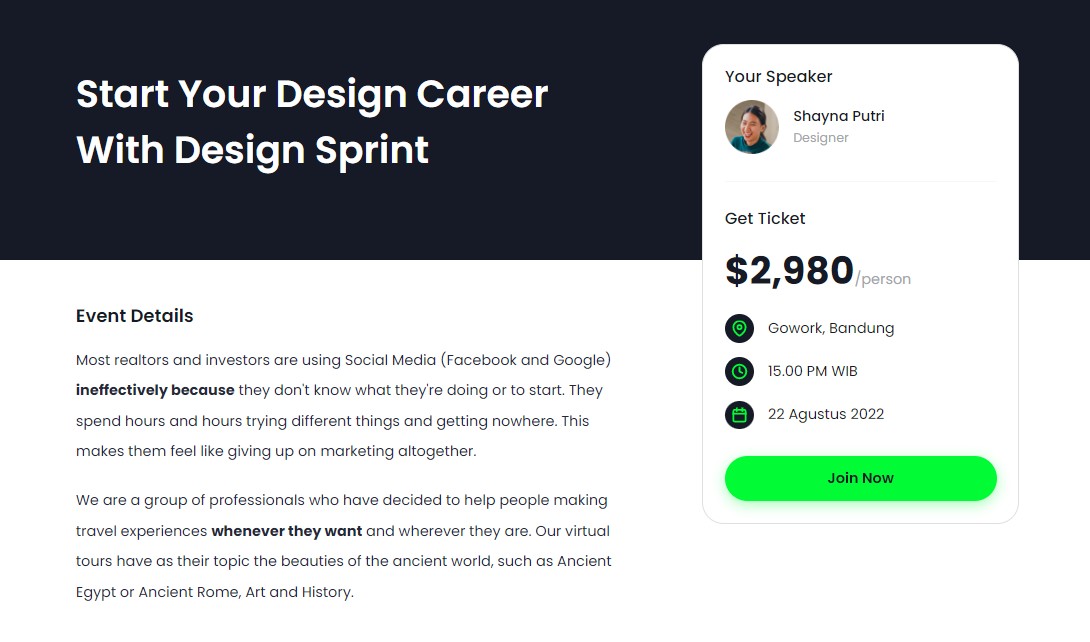 Start Your Design Career
With Design Sprint
Your Speaker
Shayna Putri
Designer
Get Ticket
$2,980/person
Gowork, Bandung
15.00 PM WIB
22 Agustus 2022
Join Now
Event Details
Most realtors and investors are using Social Media (Facebook and Google)
ineffectively because they don't know what they're doing or to start. They
spend hours and hours trying different things and getting nowhere. This
makes them feel like giving up on marketing altogether.
We are a group of professionals who have decided to help people making
travel experiences whenever they want and wherever they are. Our virtual
tours have as their topic the beauties of the ancient world, such as Ancient
Egypt or Ancient Rome, Art and History.